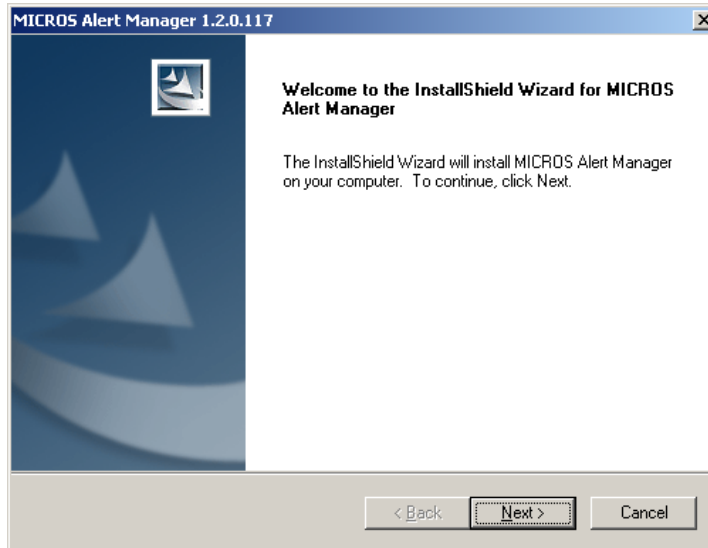 MICROS Alert Manager 1.2.0.117
Welcome to the InstallShield Wizard for MICROS
Alert Manager
The InstallShield Wizard will install MICROS Alert Manager
on your computer. To continue, click Next.
< Back
Next >
Cancel